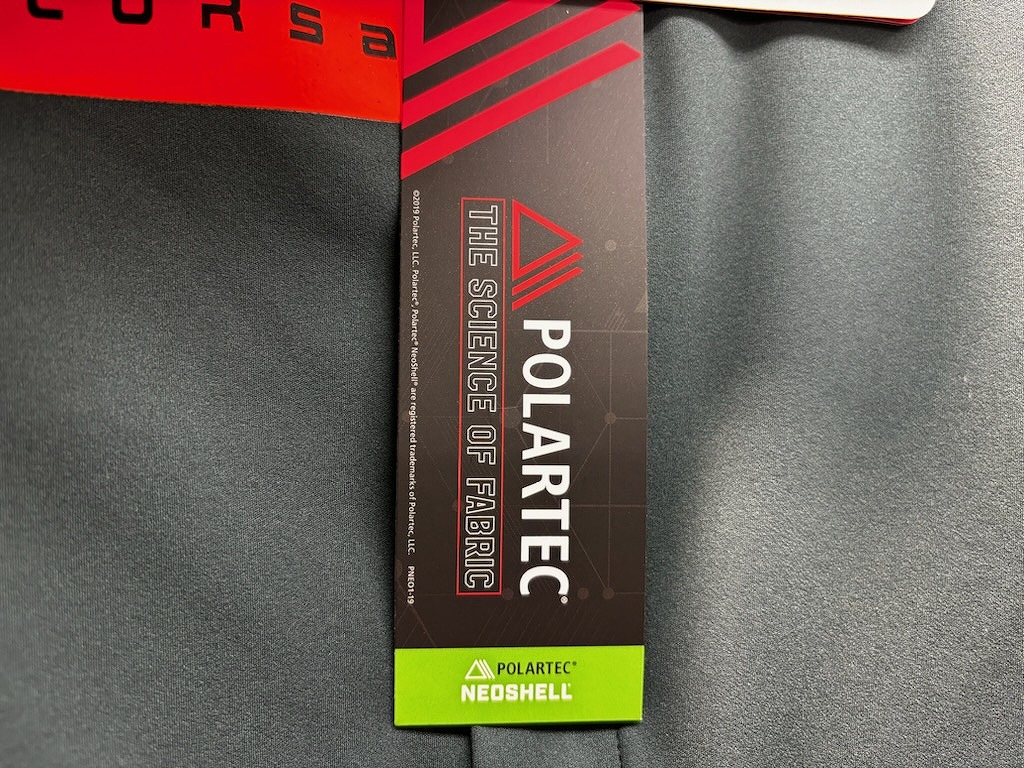 corsa
POLARTEC®
THE SCIENCE OF FABRIC
©2019 Polartec, LLC. Polartec®, Polartec® NeoShell® are registered trademarks of Polartec, LLC. PNEO1-19
POLARTEC®
NEOSHELL®